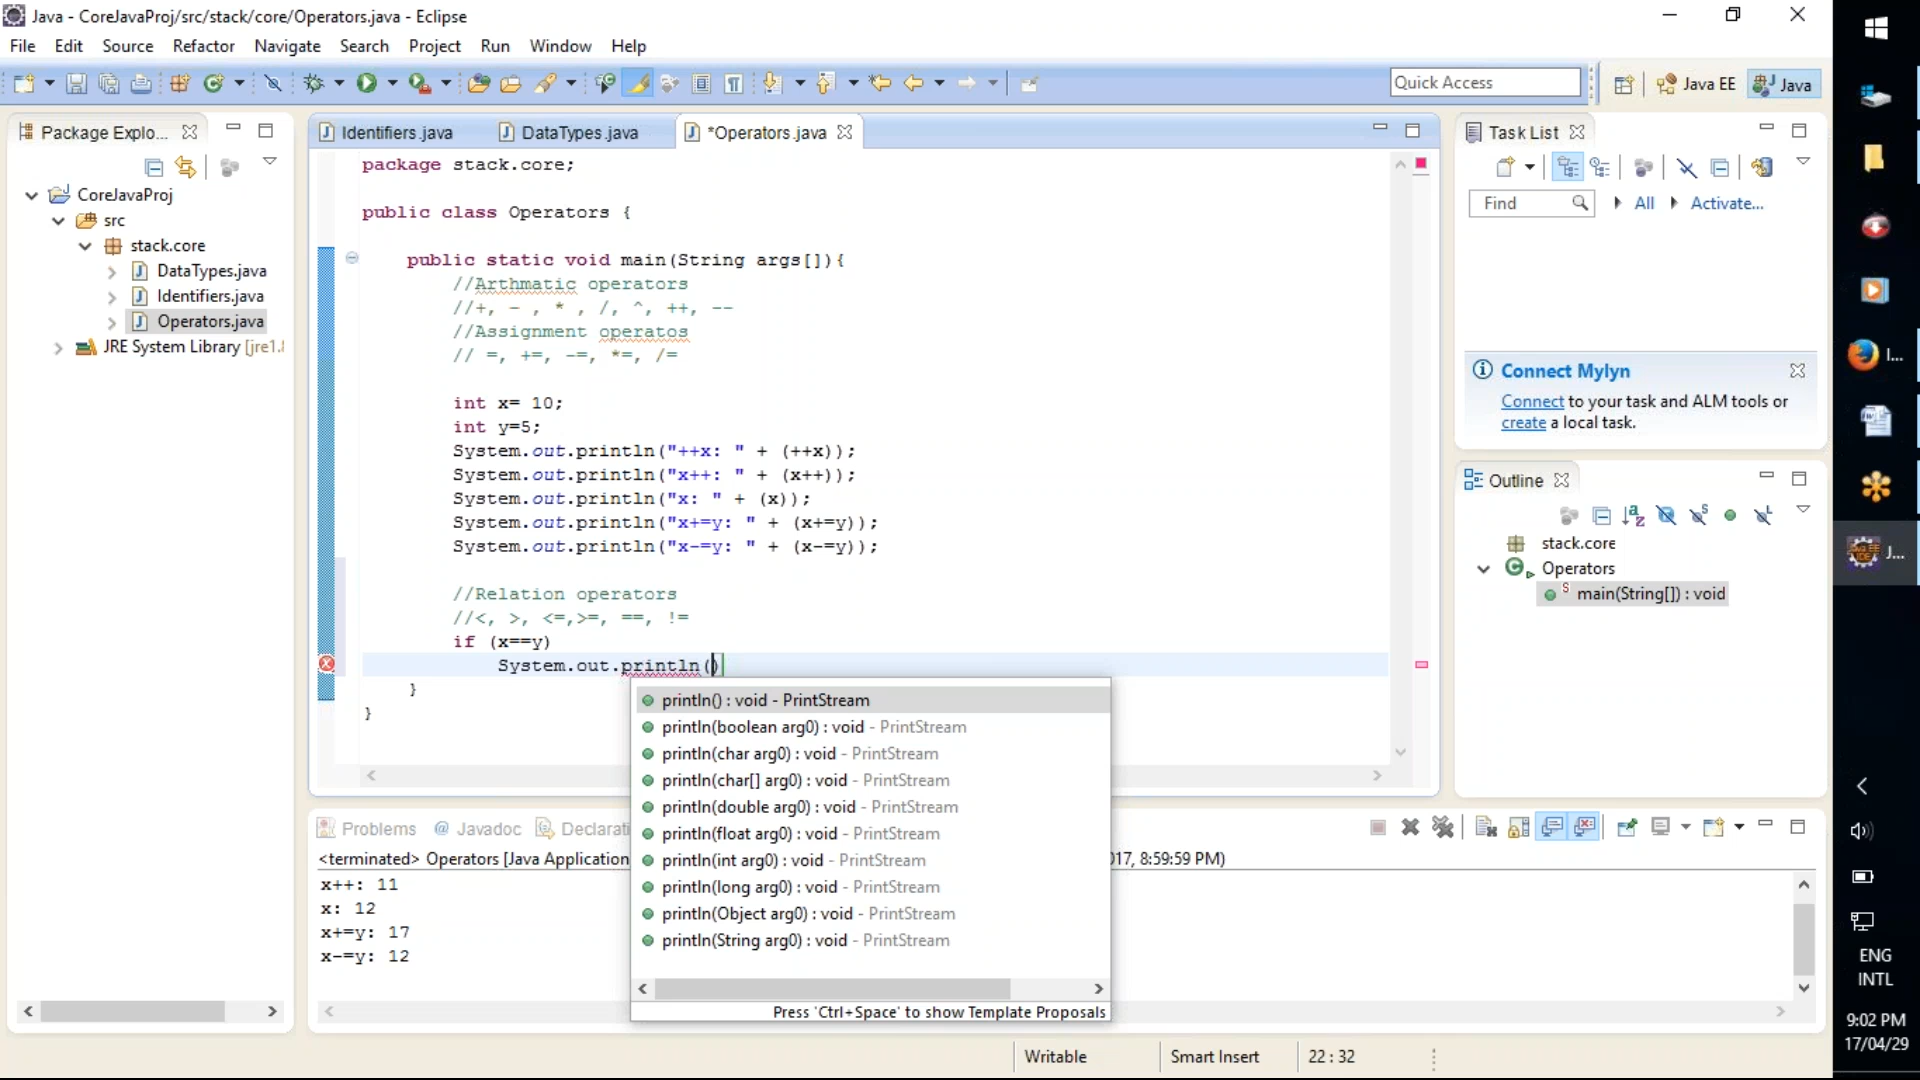 Java - CoreJavaProj/src/stack/core/Operators.java - Eclipse
File Edit Source Refactor Navigate Search Project Run Window Help
Quick Access
Java EE
Java
Package Explo...
CoreJavaProj
src
stack.core
DataTypes.java
Identifiers.java
Operators.java
JRE System Library [jre1.
Identifiers.java
DataTypes.java
*Operators.java
package stack.core;
public class Operators {
public static void main(String args[]){
//Arthmatic operators
//+, - , * , /, ^, ++, --
//Assignment operatos
// =, +=, -=, *=, /=
int x= 10;
int y=5;
System.out.println("++x: " + (++x));
System.out.println("x++: " + (x++));
System.out.println("x: " + (x));
System.out.println("x+=y: " + (x+=y));
System.out.println("x-=y: " + (x-=y));
//Relation operators
//<, >, <=,>=, ==, !=
if (x==y)
System.out.println()
}
}
println() : void - PrintStream
println(boolean arg0) : void - PrintStream
println(char arg0) : void - PrintStream
println(char[] arg0) : void - PrintStream
println(double arg0) : void - PrintStream
println(float arg0) : void - PrintStream
println(int arg0) : void - PrintStream
println(long arg0) : void - PrintStream
println(Object arg0) : void - PrintStream
println(String arg0) : void - PrintStream
Press 'Ctrl+Space' to show Template Proposals
Task List
Find
All
Activate...
Connect Mylyn
Connect to your task and ALM tools or
create a local task.
Outline
stack.core
Operators
main(String[]) : void
Problems
@ Javadoc
Declarati
<terminated> Operators [Java Application
017, 8:59:59 PM)
x++: 11
x: 12
x+=y: 17
x-=y: 12
Writable
Smart Insert
22 : 32
I...
J...
ENG
INTL
9:02 PM
17/04/29